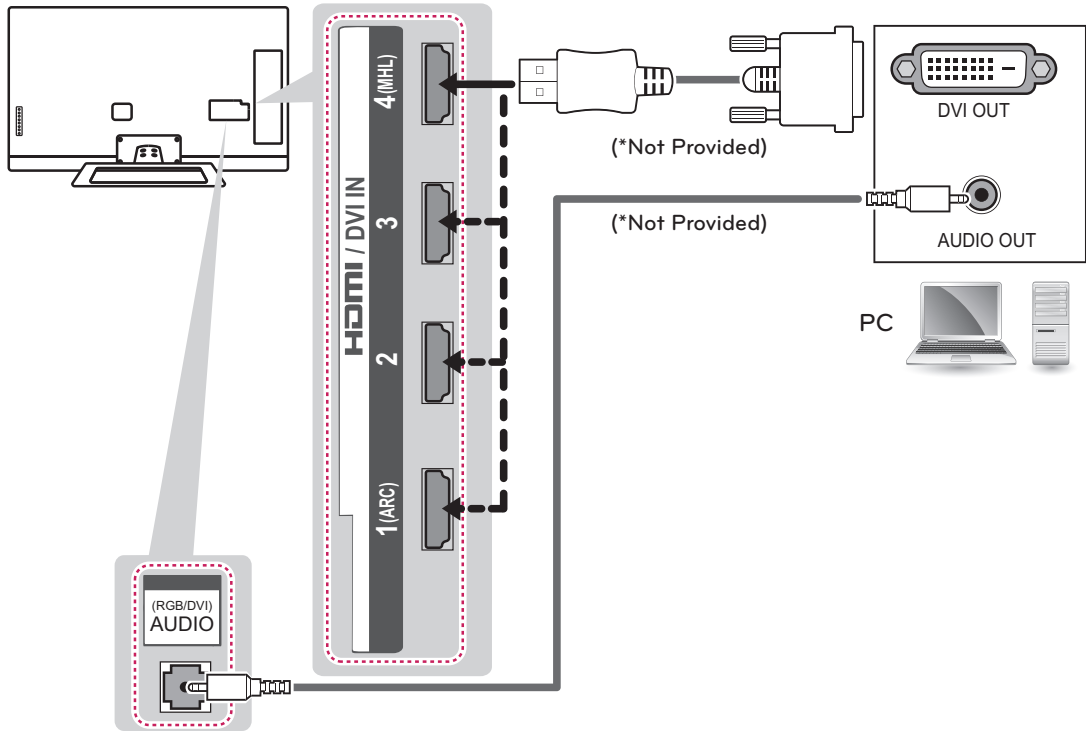 HDMI / DVI IN
4(MHL)
3
2
1(ARC)
(*Not Provided)
(*Not Provided)
DVI OUT
AUDIO OUT
PC
(RGB/DVI)
AUDIO